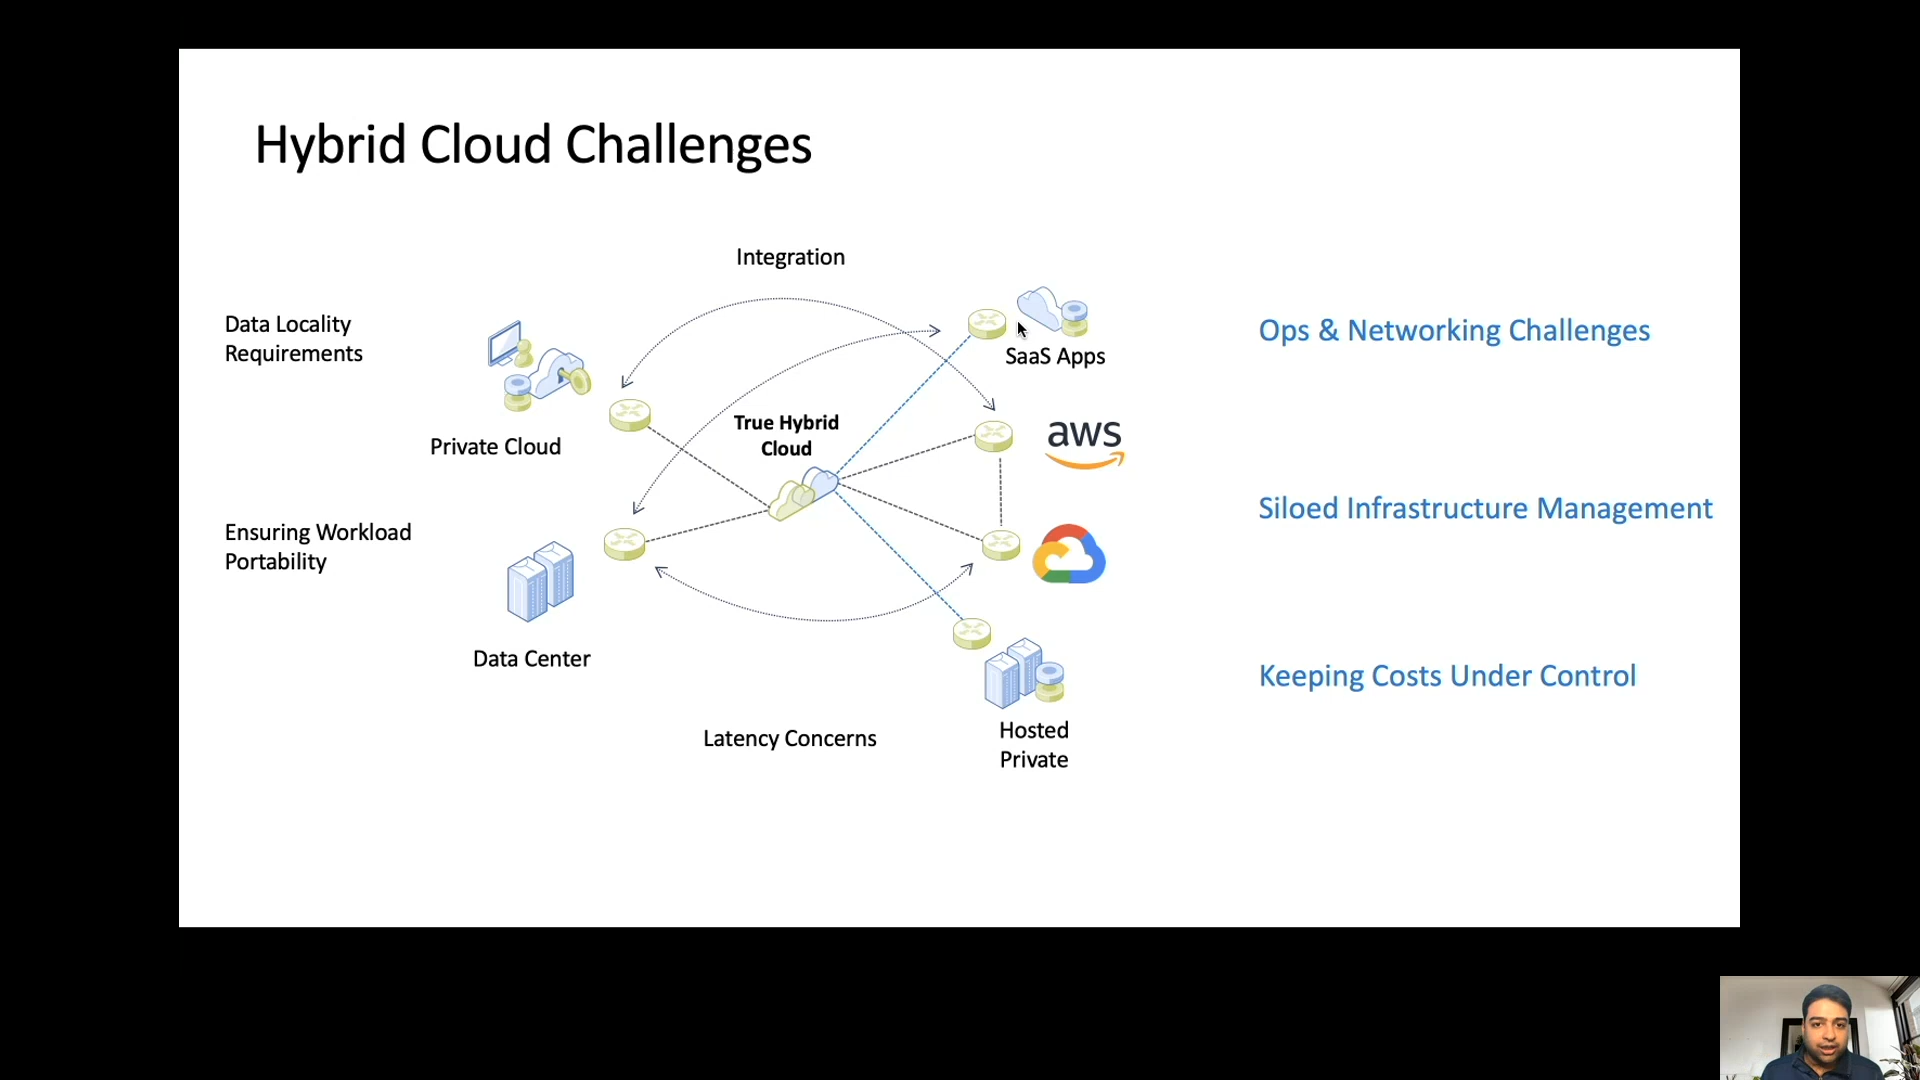 Hybrid Cloud Challenges
Integration
Data Locality
Requirements
SaaS Apps
Ops & Networking Challenges
True Hybrid
Cloud
aws
Private Cloud
Siloed Infrastructure Management
Ensuring Workload
Portability
Data Center
Keeping Costs Under Control
Latency Concerns
Hosted
Private